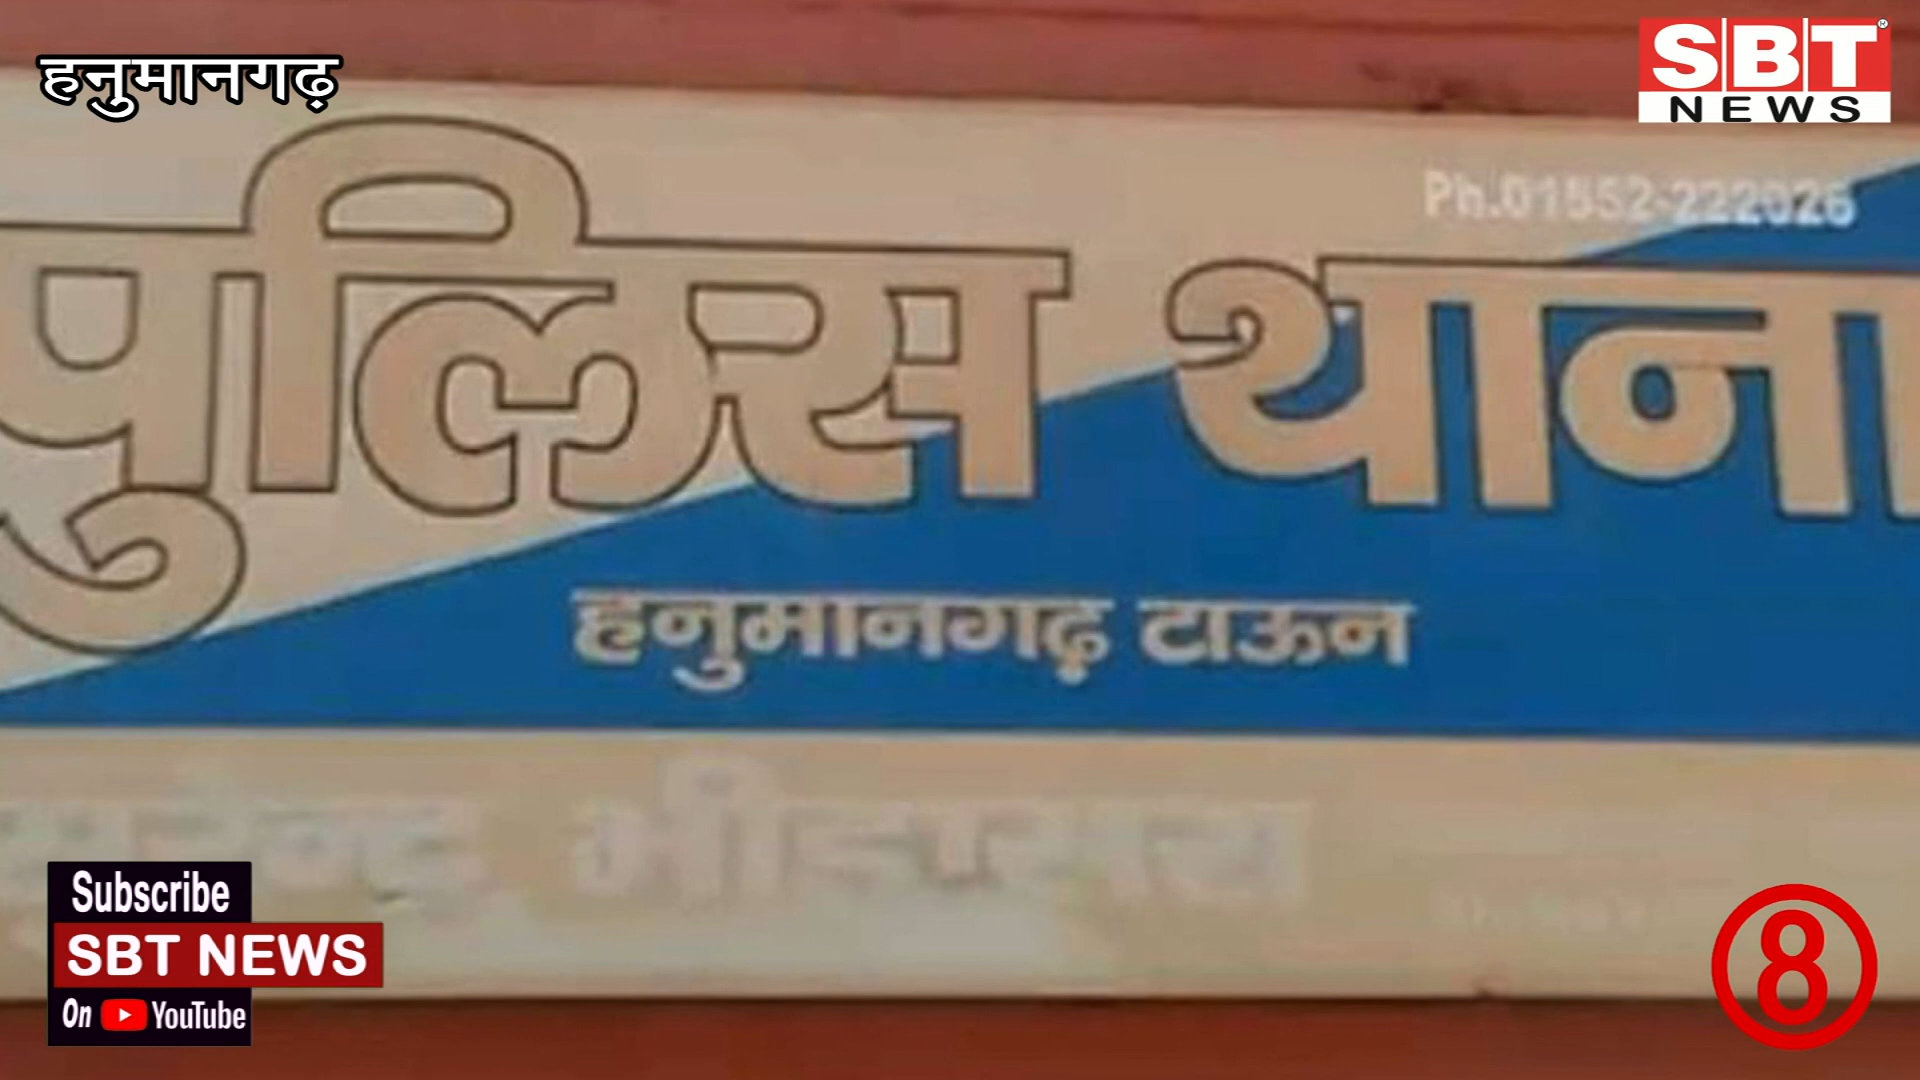 हनुमानगढ़
SBT
NEWS
Ph.01552-222026
पुलिस थाना
हनुमानगढ़ टाऊन
Subscribe
SBT NEWS
On YouTube
8